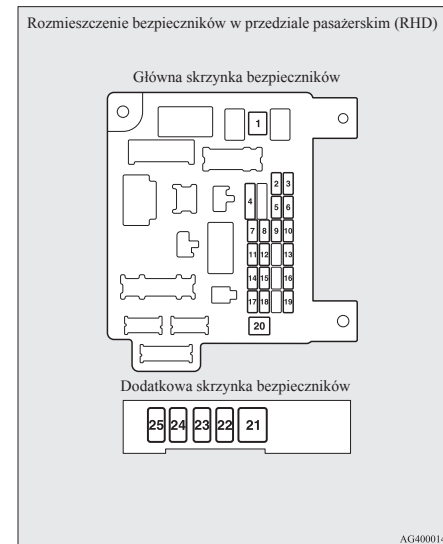 Rozmieszczenie bezpieczników w przedziale pasażerskim (RHD)
Główna skrzynka bezpieczników
1
2 3
4 5 6
7 8 9 10
11 12 13
14 15 16
17 18 19
20
Dodatkowa skrzynka bezpieczników
25 24 23 22 21
AG400014